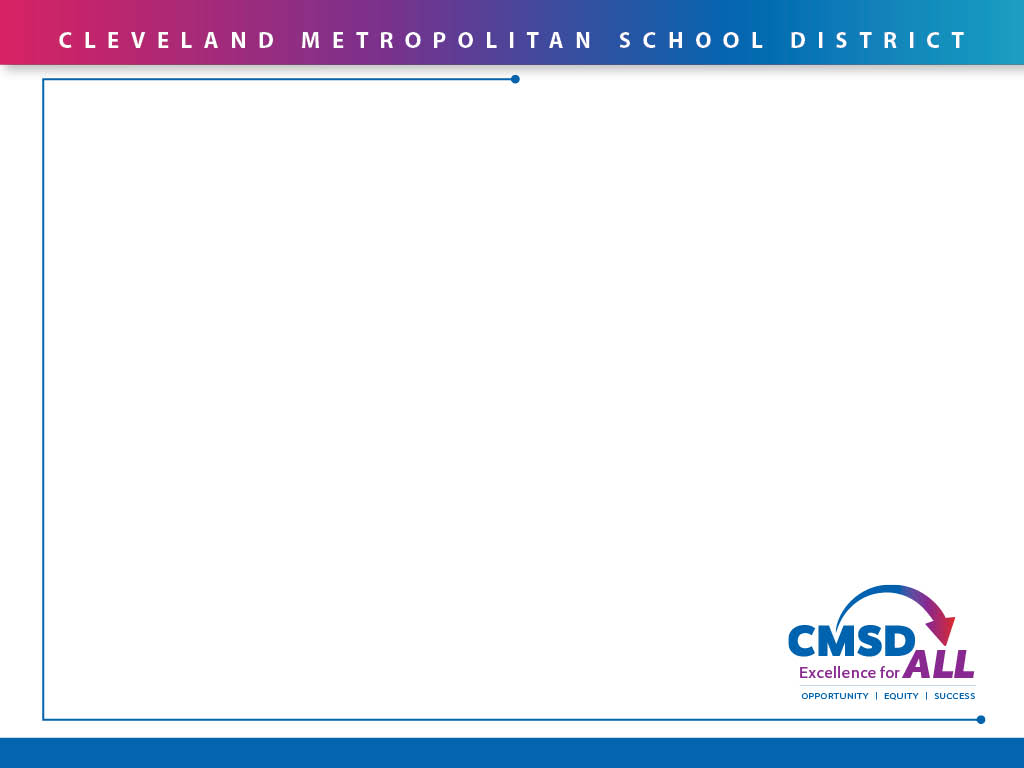 CLEVELAND METROPOLITAN SCHOOL DISTRICT
CMSD
Excellence for ALL
OPPORTUNITY | EQUITY | SUCCESS